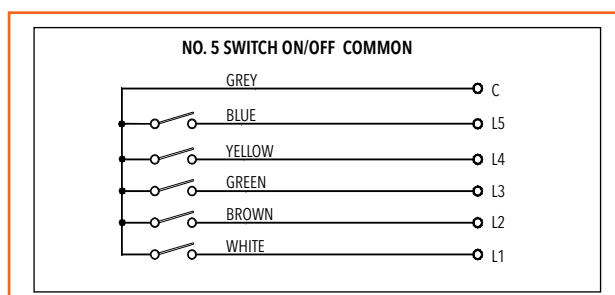 NO. 5 SWITCH ON/OFF COMMON
GREY C
BLUE L5
YELLOW L4
GREEN L3
BROWN L2
WHITE L1